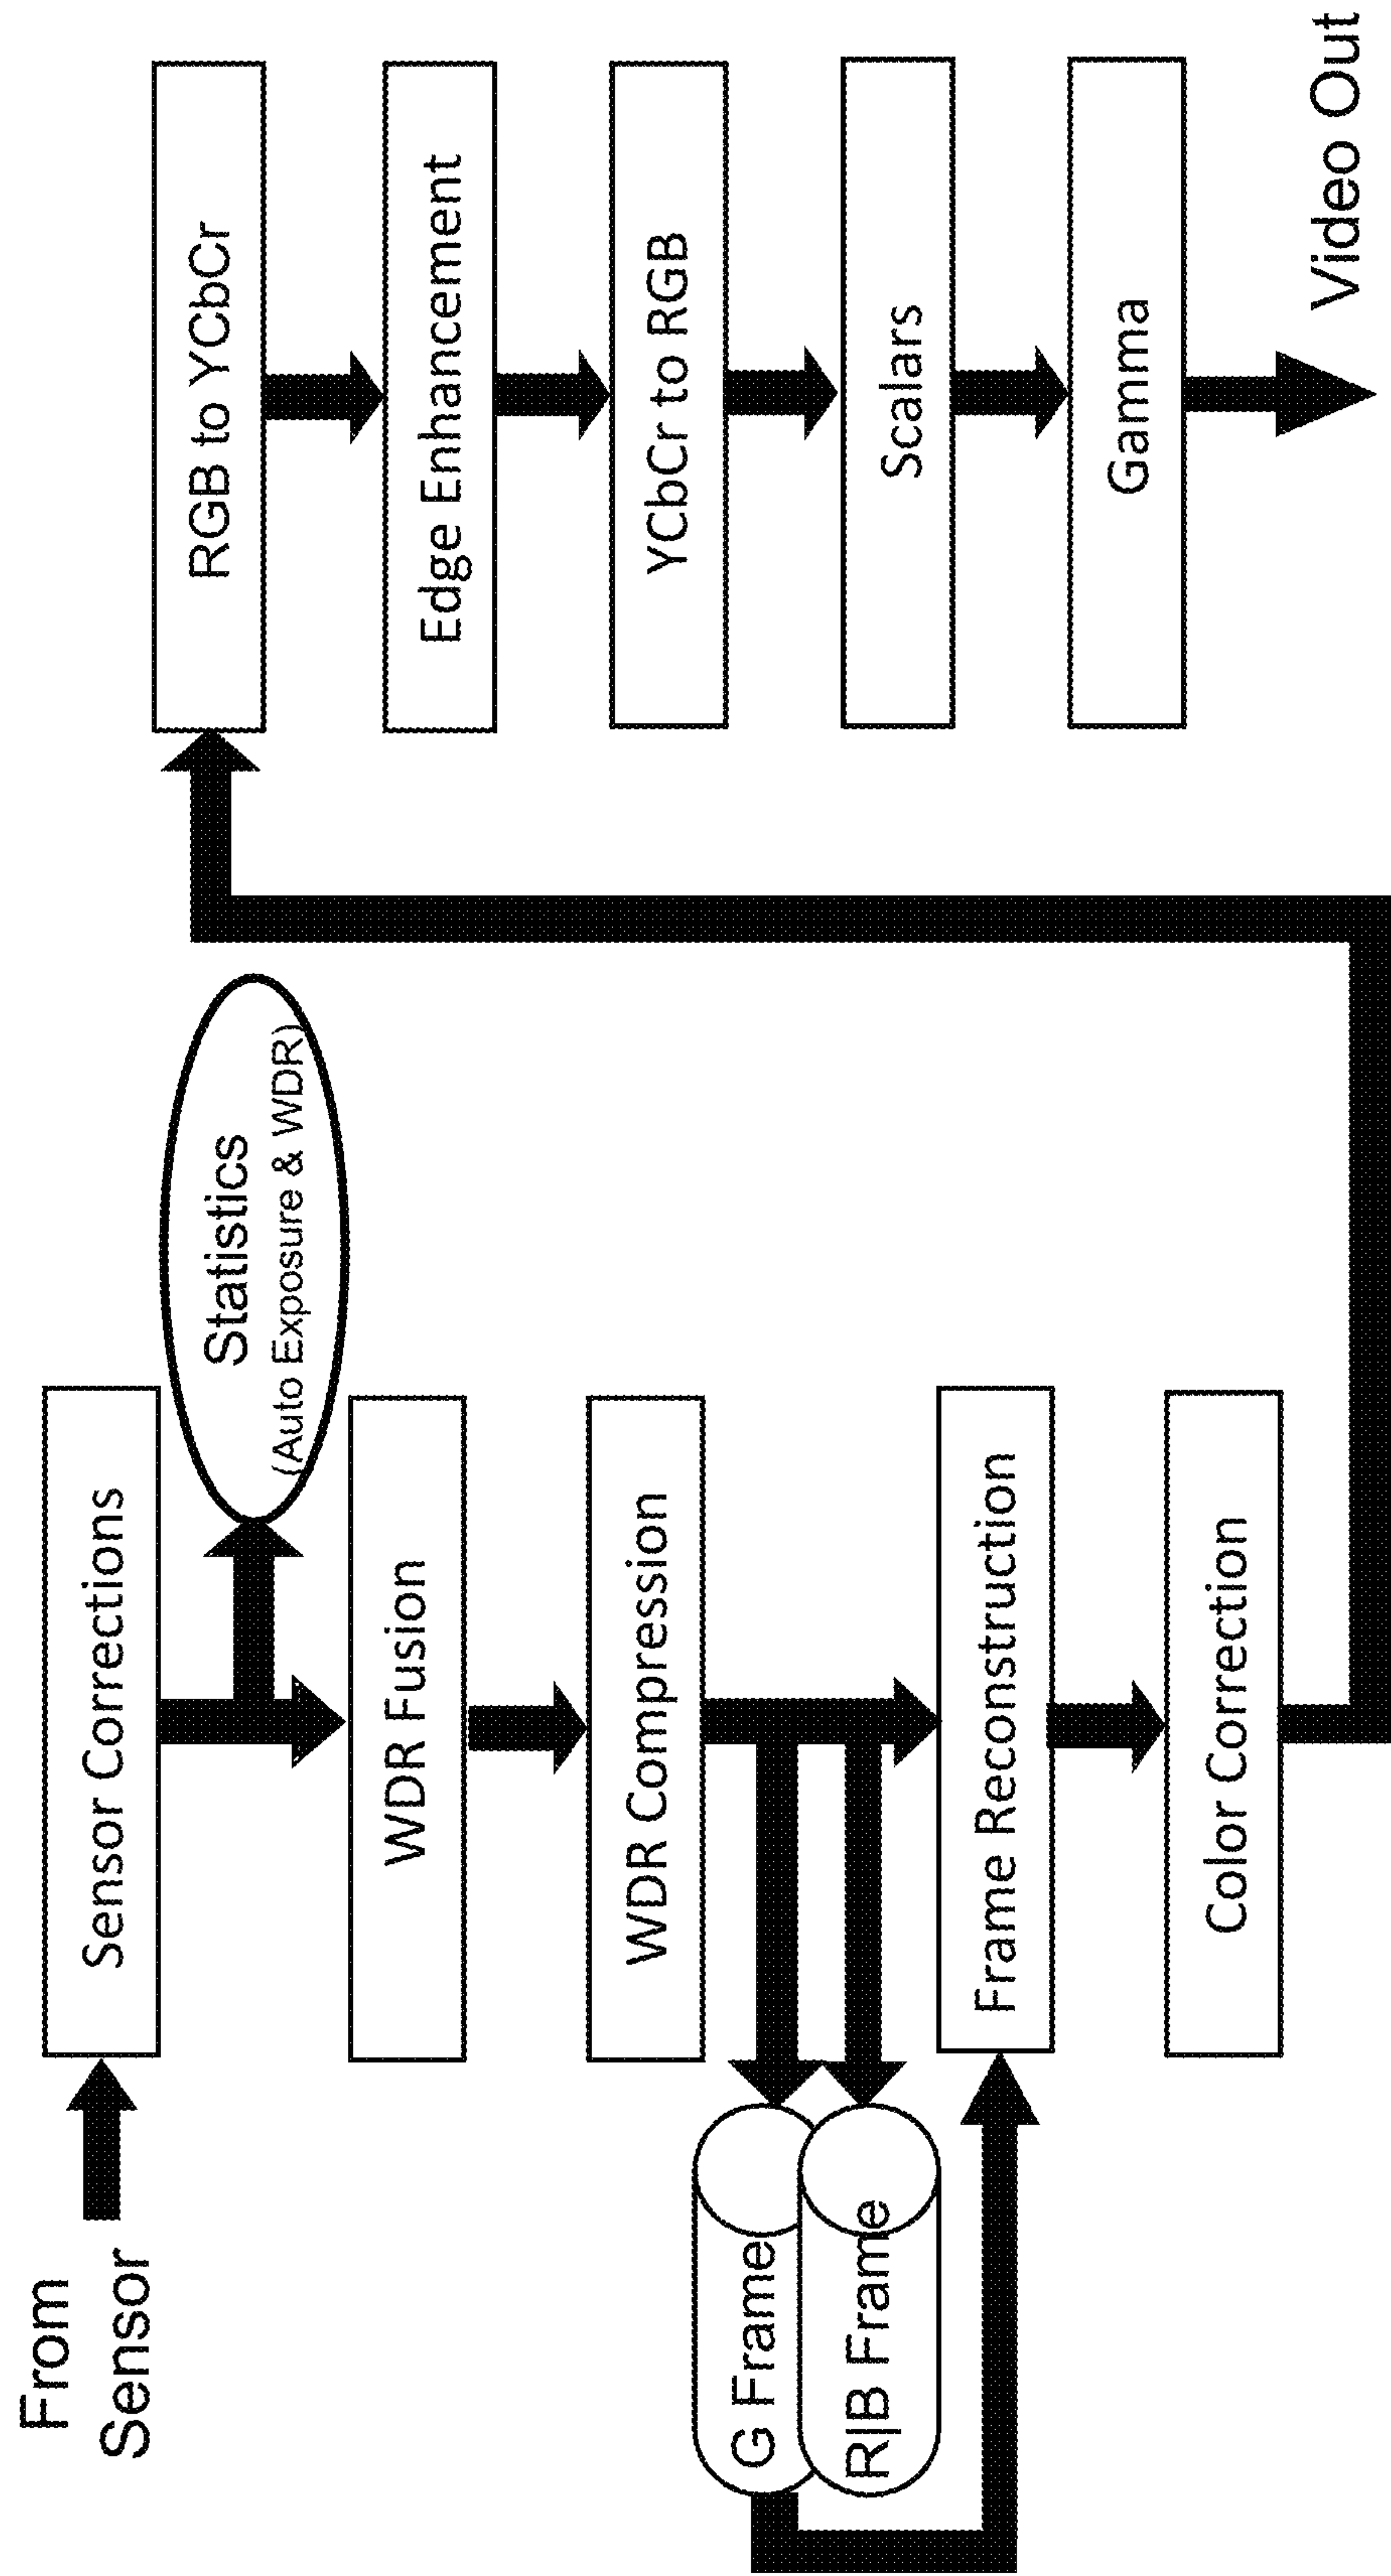 From
Sensor
Sensor Corrections
Statistics
(Auto Exposure & WDR)
WDR Fusion
WDR Compression
G Frame
R|B Frame
Frame Reconstruction
Color Correction
RGB to YCbCr
Edge Enhancement
YCbCr to RGB
Scalars
Gamma
Video Out